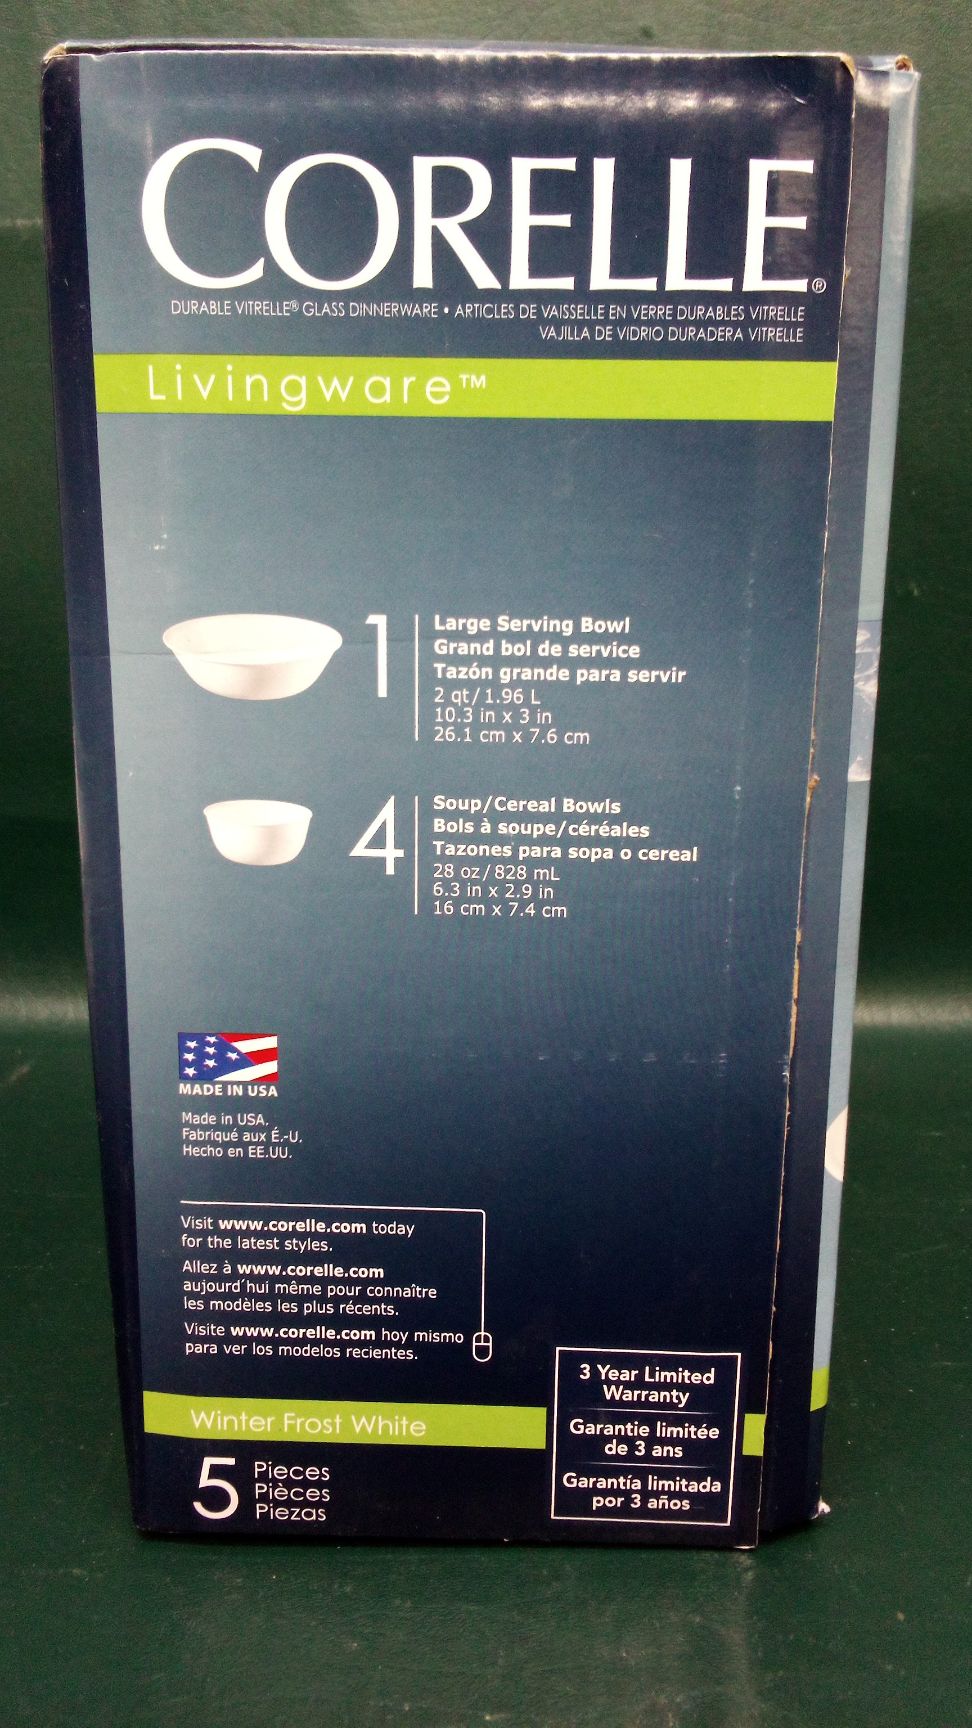 CORELLE®
DURABLE VITRELLE® GLASS DINNERWARE • ARTICLES DE VAISSELLE EN VERRE DURABLES VITRELLE
VAJILLA DE VIDRIO DURADERA VITRELLE
Livingware™
1
Large Serving Bowl
Grand bol de service
Tazón grande para servir
2 qt/1.96 L
10.3 in x 3 in
26.1 cm x 7.6 cm
4
Soup/Cereal Bowls
Bols à soupe/céréales
Tazones para sopa o cereal
28 oz/828 mL
6.3 in x 2.9 in
16 cm x 7.4 cm
MADE IN USA
Made in USA.
Fabriqué aux É.-U.
Hecho en EE.UU.
Visit www.corelle.com today
for the latest styles.
Allez à www.corelle.com
aujourd'hui même pour connaître
les modèles les plus récents.
Visite www.corelle.com hoy mismo
para ver los modelos recientes.
3 Year Limited
Warranty
Garantie limitée
de 3 ans
Garantía limitada
por 3 años
Winter Frost White
5
Pieces
Pièces
Piezas